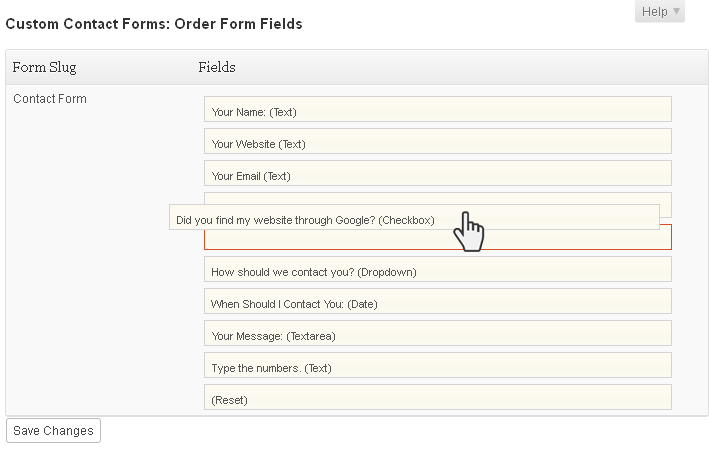 Help
Custom Contact Forms: Order Form Fields
Form Slug Fields
Contact Form
Your Name: (Text)
Your Website (Text)
Your Email (Text)
Did you find my website through Google? (Checkbox)
How should we contact you? (Dropdown)
When Should I Contact You: (Date)
Your Message: (Textarea)
Type the numbers. (Text)
(Reset)
Save Changes